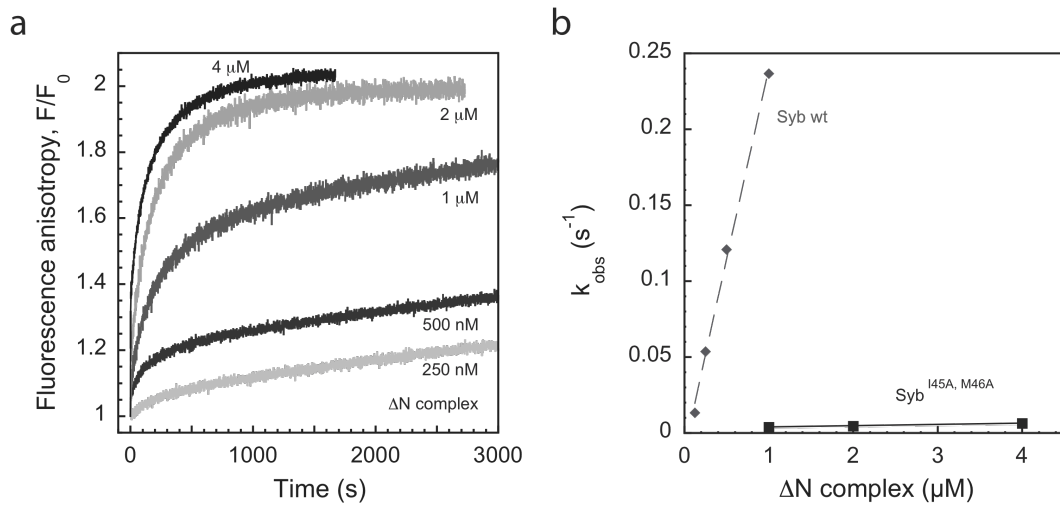 a
Fluorescence anisotropy, F/F0
2
1.8
1.6
1.4
1.2
1
4 μM
2 μM
1 μM
500 nM
250 nM
ΔN complex
0
1000
2000
3000
Time (s)
b
kobs (s-1)
0.25
0.2
0.15
0.1
0.05
0
Syb wt
Syb I45A, M46A
0
1
2
3
4
ΔN complex (μM)